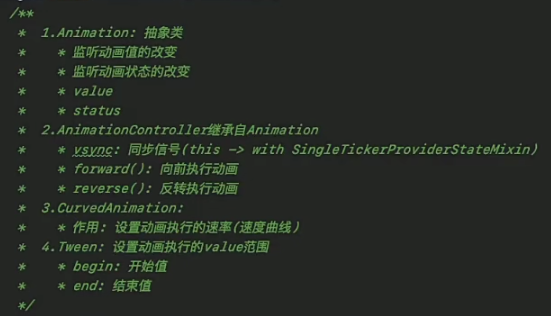 /**
 * 1.Animation: 抽象类
 *   * 监听动画值的改变
 *   * 监听动画状态的改变
 *   * value
 *   * status
 * 2.AnimationController继承自Animation
 *   * vsync: 同步信号(this -> with SingleTickerProviderStateMixin)
 *   * forward(): 向前执行动画
 *   * reverse(): 反转执行动画
 * 3.CurvedAnimation:
 *   * 作用: 设置动画执行的速率(速度曲线)
 * 4.Tween: 设置动画执行的value范围
 *   * begin: 开始值
 *   * end: 结束值
 */